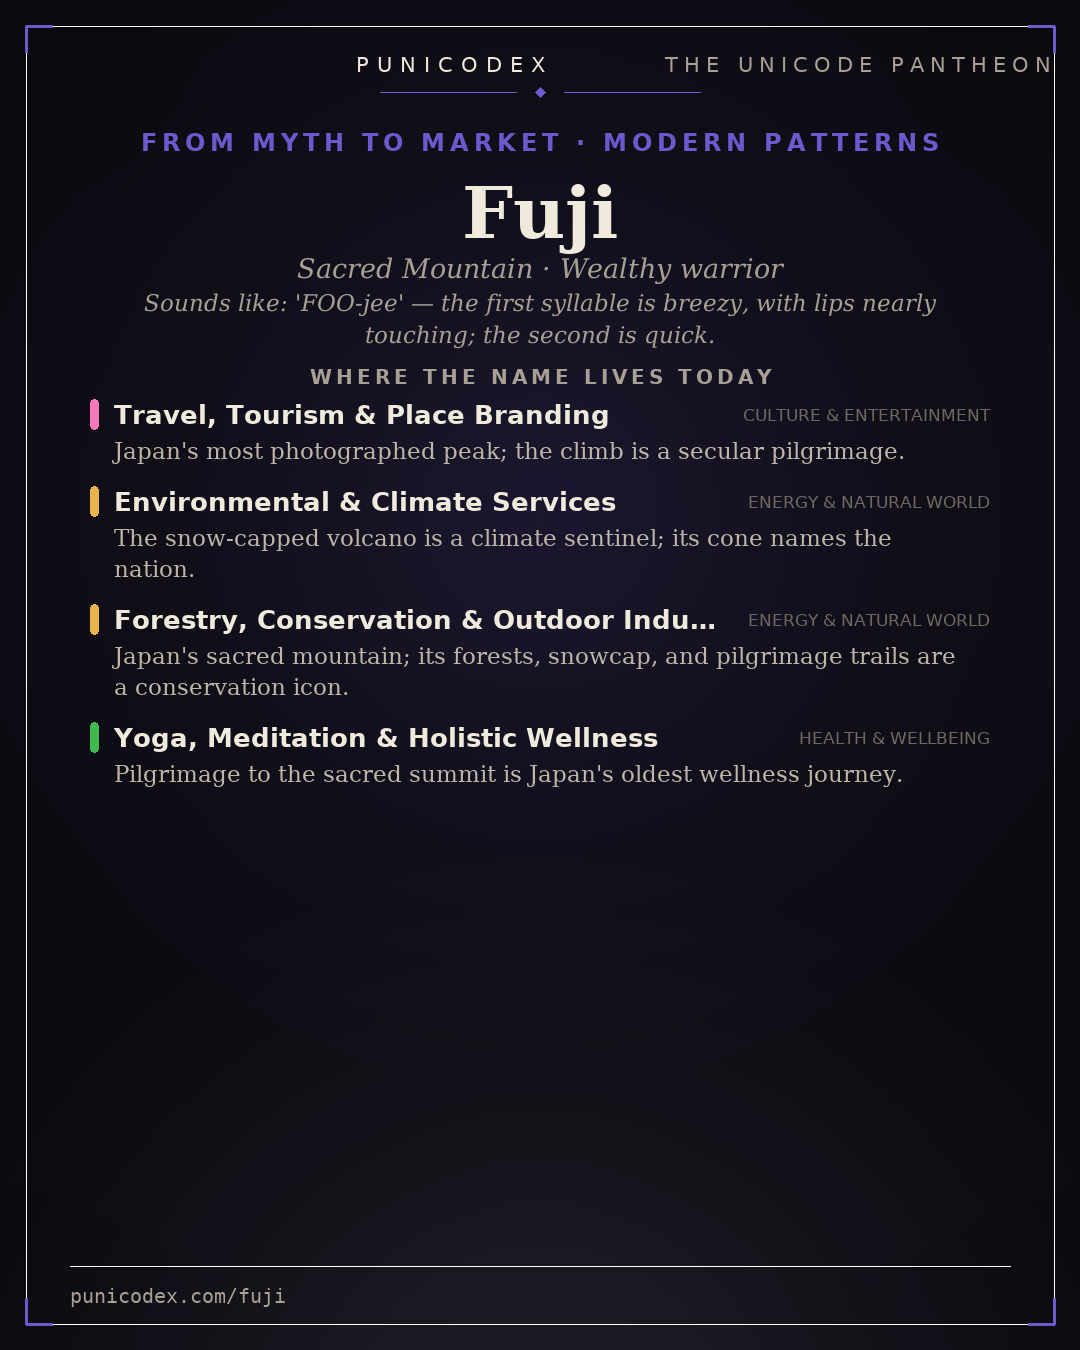 PUNICODEX THE UNICODE PANTHEON
FROM MYTH TO MARKET · MODERN PATTERNS
Fuji
Sacred Mountain · Wealthy warrior
Sounds like: 'FOO-jee' — the first syllable is breezy, with lips nearly
touching; the second is quick.
WHERE THE NAME LIVES TODAY
Travel, Tourism & Place Branding CULTURE & ENTERTAINMENT
Japan's most photographed peak; the climb is a secular pilgrimage.
Environmental & Climate Services ENERGY & NATURAL WORLD
The snow-capped volcano is a climate sentinel; its cone names the
nation.
Forestry, Conservation & Outdoor Indu… ENERGY & NATURAL WORLD
Japan's sacred mountain; its forests, snowcap, and pilgrimage trails are
a conservation icon.
Yoga, Meditation & Holistic Wellness HEALTH & WELLBEING
Pilgrimage to the sacred summit is Japan's oldest wellness journey.
punicodex.com/fuji